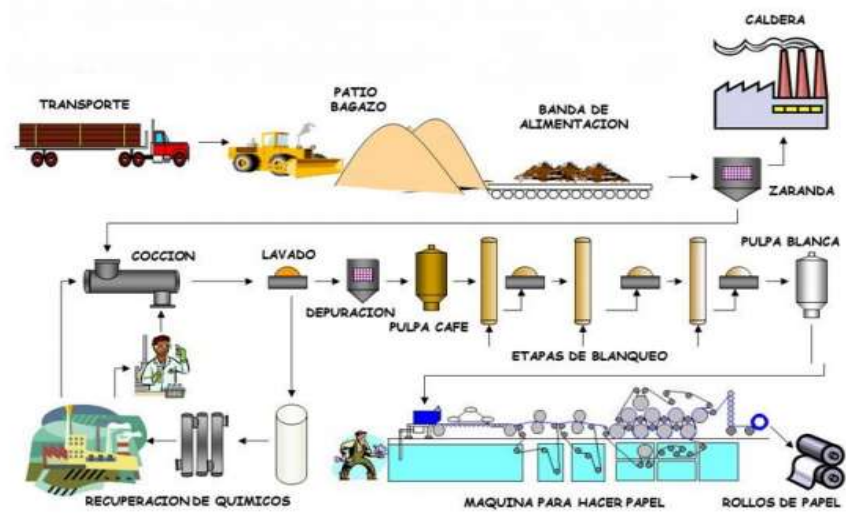 CALDERA
TRANSPORTE
PATIO
BAGAZO
BANDA DE
ALIMENTACION
ZARANDA
COCCION
LAVADO
PULPA BLANCA
DEPURACION
PULPA CAFE
ETAPAS DE BLANQUEO
RECUPERACION DE QUIMICOS
MAQUINA PARA HACER PAPEL
ROLLOS DE PAPEL